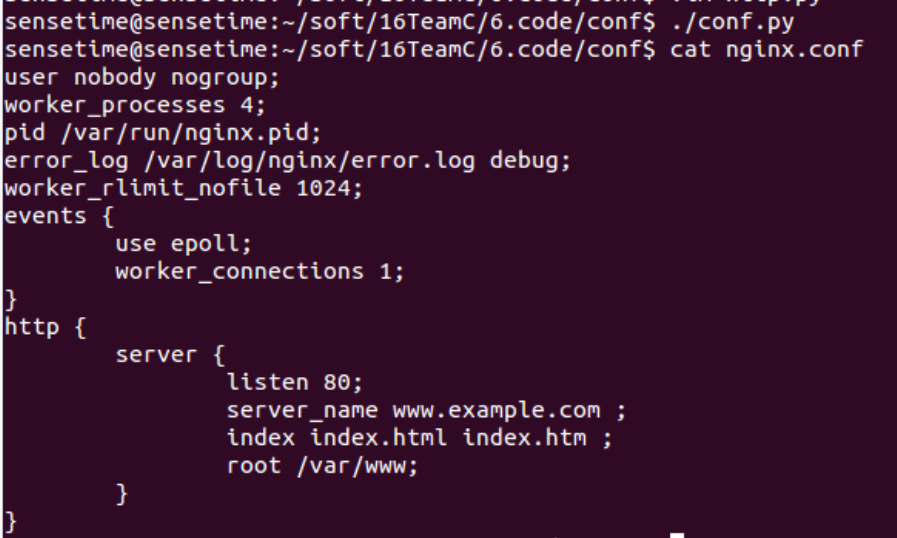 sensetime@sensetime:~/soft/16TeamC/6.code/conf$ ./conf.py
sensetime@sensetime:~/soft/16TeamC/6.code/conf$ cat nginx.conf
user nobody nogroup;
worker_processes 4;
pid /var/run/nginx.pid;
error_log /var/log/nginx/error.log debug;
worker_rlimit_nofile 1024;
events {
        use epoll;
        worker_connections 1;
}
http {
        server {
                listen 80;
                server_name www.example.com ;
                index index.html index.htm ;
                root /var/www;
        }
}